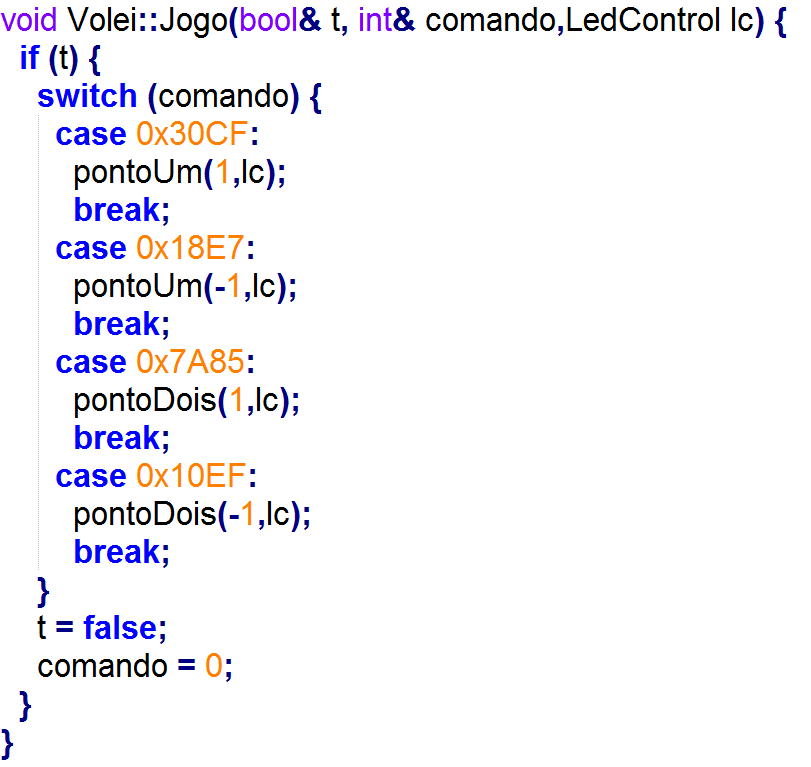 void Volei::Jogo(bool& t, int& comando,LedControl lc) {
if (t) {
switch (comando) {
case 0x30CF:
pontoUm(1,lc);
break;
case 0x18E7:
pontoUm(-1,lc);
break;
case 0x7A85:
pontoDois(1,lc);
break;
case 0x10EF:
pontoDois(-1,lc);
break;
}
t = false;
comando = 0;
}
}